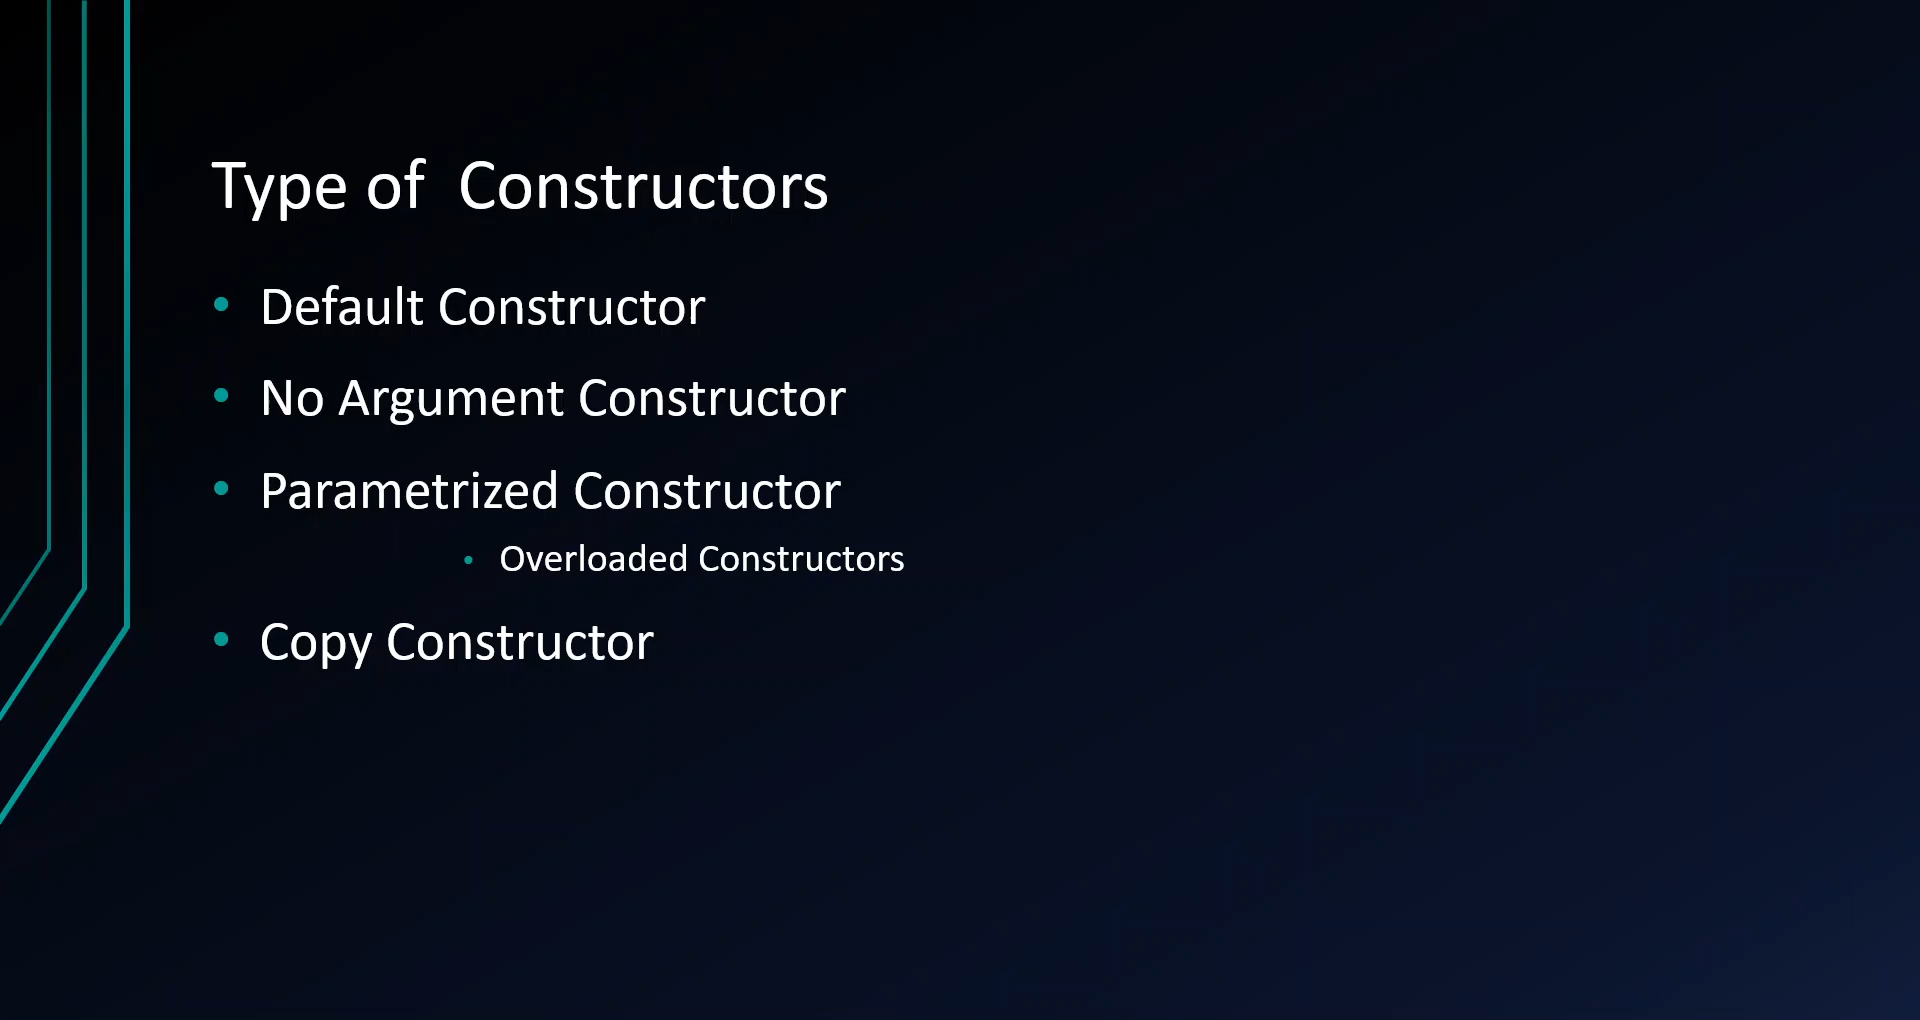 Type of  Constructors
• Default Constructor
• No Argument Constructor
• Parametrized Constructor
• Overloaded Constructors
• Copy Constructor